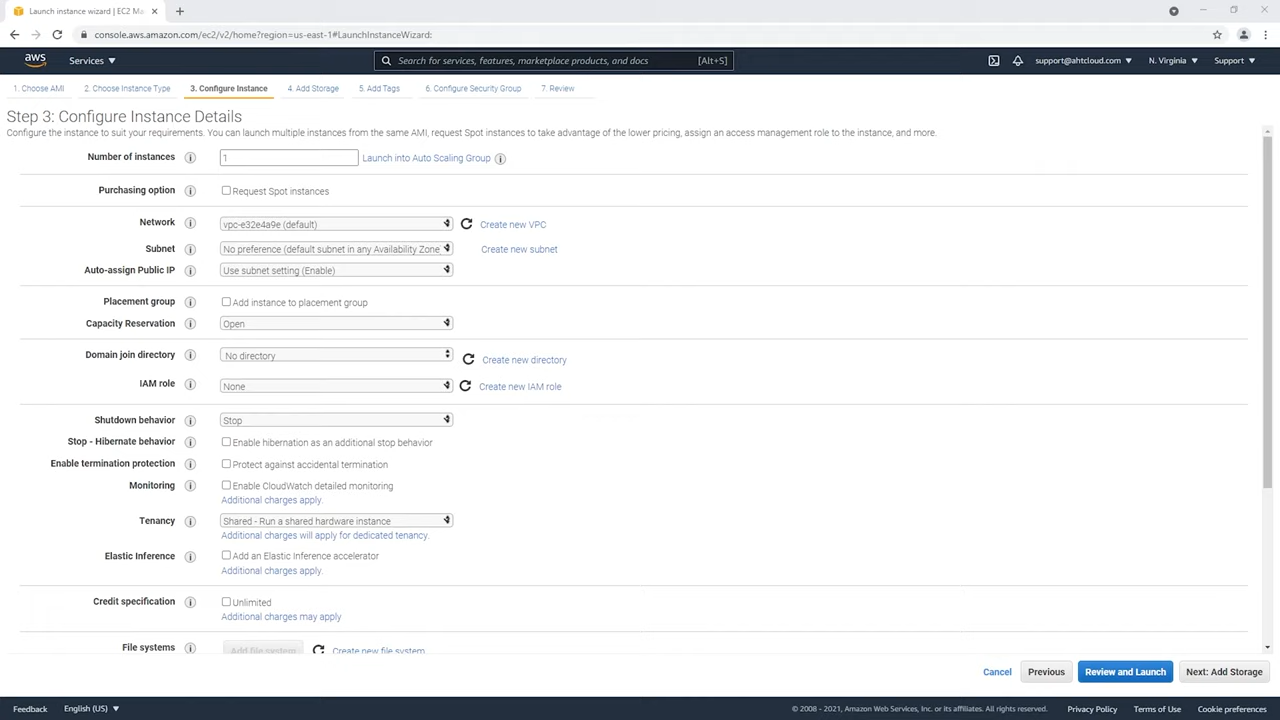 Launch instance wizard | EC2 Ma
console.aws.amazon.com/ec2/v2/home?region=us-east-1#LaunchInstanceWizard:
aws Services Search for services, features, marketplace products, and docs [Alt+S] support@ahtcloud.com N. Virginia Support
1. Choose AMI 2. Choose Instance Type 3. Configure Instance 4. Add Storage 5. Add Tags 6. Configure Security Group 7. Review
Step 3: Configure Instance Details
Configure the instance to suit your requirements. You can launch multiple instances from the same AMI, request Spot instances to take advantage of the lower pricing, assign an access management role to the instance, and more.
Number of instances 1 Launch into Auto Scaling Group
Purchasing option Request Spot instances
Network vpc-e32e4a9e (default) Create new VPC
Subnet No preference (default subnet in any Availability Zone Create new subnet
Auto-assign Public IP Use subnet setting (Enable)
Placement group Add instance to placement group
Capacity Reservation Open
Domain join directory No directory Create new directory
IAM role None Create new IAM role
Shutdown behavior Stop
Stop - Hibernate behavior Enable hibernation as an additional stop behavior
Enable termination protection Protect against accidental termination
Monitoring Enable CloudWatch detailed monitoring
Additional charges apply.
Tenancy Shared - Run a shared hardware instance
Additional charges will apply for dedicated tenancy.
Elastic Inference Add an Elastic Inference accelerator
Additional charges apply.
Credit specification Unlimited
Additional charges may apply
File systems Add file system Create new file system
Cancel Previous Review and Launch Next: Add Storage
Feedback English (US) © 2008 - 2021, Amazon Web Services, Inc. or its affiliates. All rights reserved. Privacy Policy Terms of Use Cookie preferences